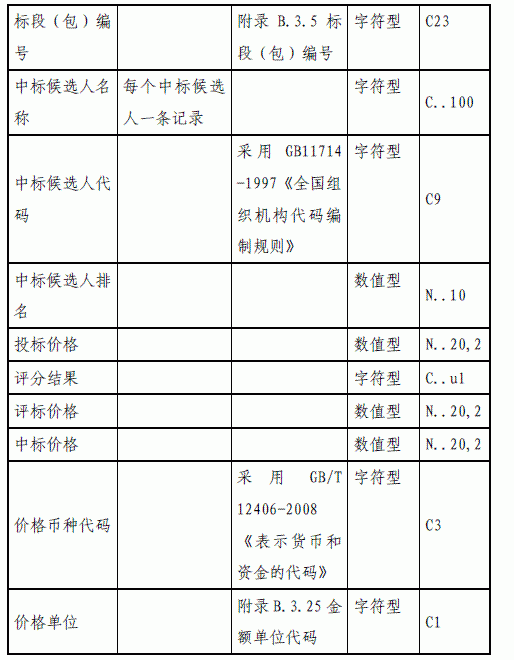 标段（包）编 附录 B.3.5 标 字符型 C23
号 段（包）编号
中标候选人名 每个中标候选 字符型 C..100
称 人一条记录
中标候选人代 采用 GB11714 字符型 C9
码 -1997《全国组
织机构代码编
制规则》
中标候选人排 数值型 N..10
名
投标价格 数值型 N..20,2
评分结果 字符型 C..ul
评标价格 数值型 N..20,2
中标价格 数值型 N..20,2
价格币种代码 采用 GB/T 字符型 C3
12406-2008
《表示货币和
资金的代码》
价格单位 附录 B.3.25 金 字符型 C1
额单位代码